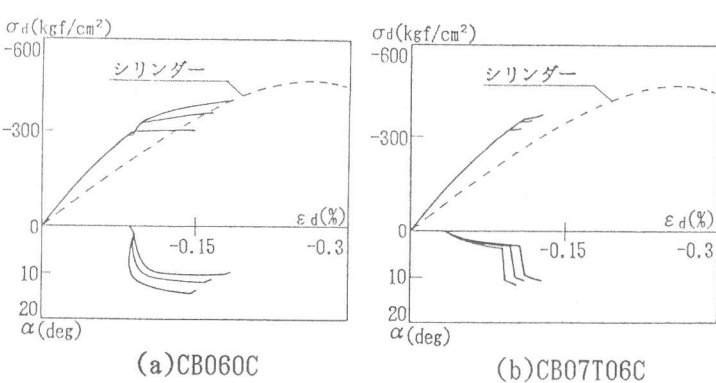 σd(kgf/cm²)
-600
シリンダー
-300
0
εd(%)
-0.15
-0.3
10
20
α(deg)
(a)CB060C
σd(kgf/cm²)
-600
シリンダー
-300
0
εd(%)
-0.15
-0.3
10
20
α(deg)
(b)CB07T06C